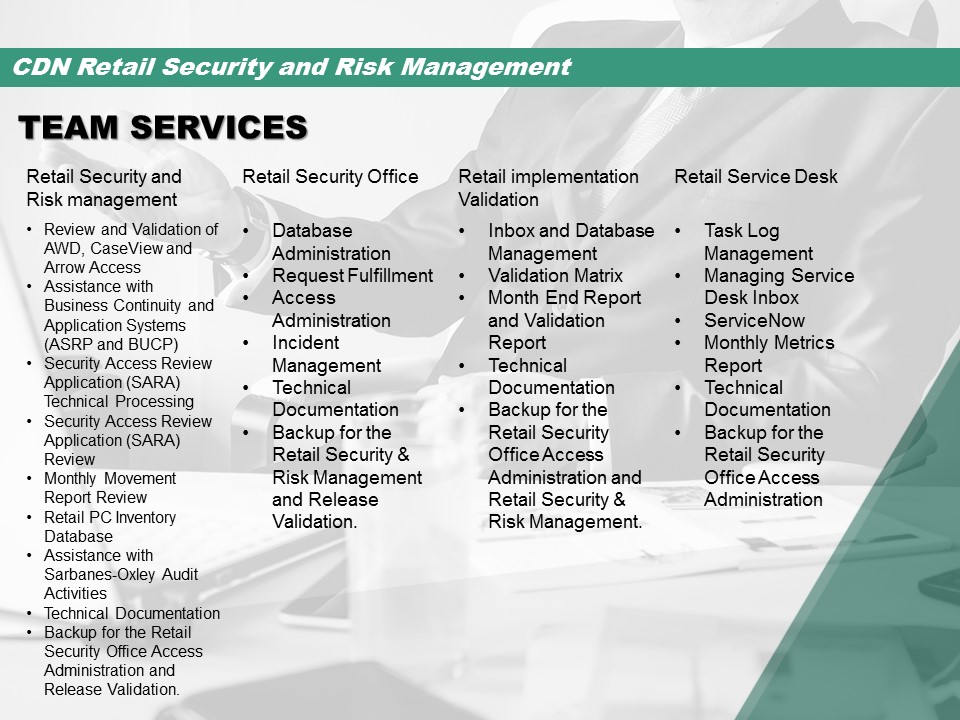 CDN Retail Security and Risk Management
TEAM SERVICES
Retail Security and
Risk management
• Review and Validation of
AWD, CaseView and
Arrow Access
• Assistance with
Business Continuity and
Application Systems
(ASRP and BUCP)
• Security Access Review
Application (SARA)
Technical Processing
• Security Access Review
Application (SARA)
Review
• Monthly Movement
Report Review
• Retail PC Inventory
Database
• Assistance with
Sarbanes-Oxley Audit
Activities
• Technical Documentation
• Backup for the Retail
Security Office Access
Administration and
Release Validation.
Retail Security Office
• Database
Administration
• Request Fulfillment
• Access
Administration
• Incident
Management
• Technical
Documentation
• Backup for the
Retail Security &
Risk Management
and Release
Validation.
Retail implementation
Validation
• Inbox and Database
Management
• Validation Matrix
• Month End Report
and Validation
Report
• Technical
Documentation
• Backup for the
Retail Security
Office Access
Administration and
Retail Security &
Risk Management.
Retail Service Desk
• Task Log
Management
• Managing Service
Desk Inbox
• ServiceNow
• Monthly Metrics
Report
• Technical
Documentation
• Backup for the
Retail Security
Office Access
Administration